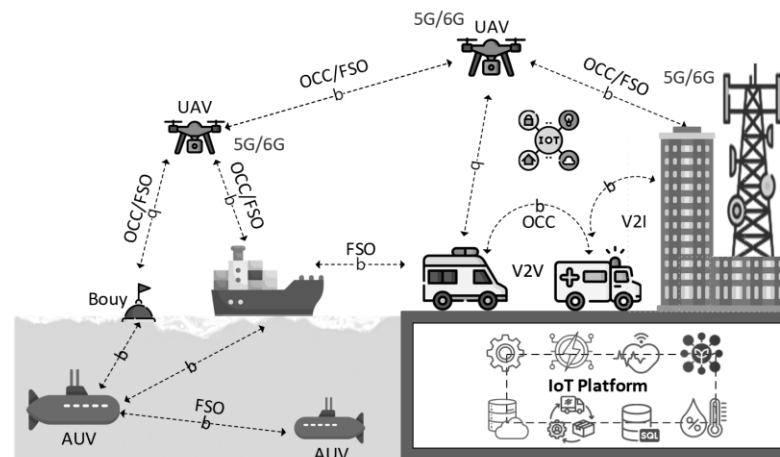 5G/6G
UAV
OCC/FSO
b
OCC/FSO
b
5G/6G
UAV
5G/6G
IOT
OCC/FSO
b
OCC/FSO
b
b
b
OCC
b
V2I
FSO
b
V2V
Bouy
b
b
IoT Platform
FSO
b
AUV
AUV
SQL
%